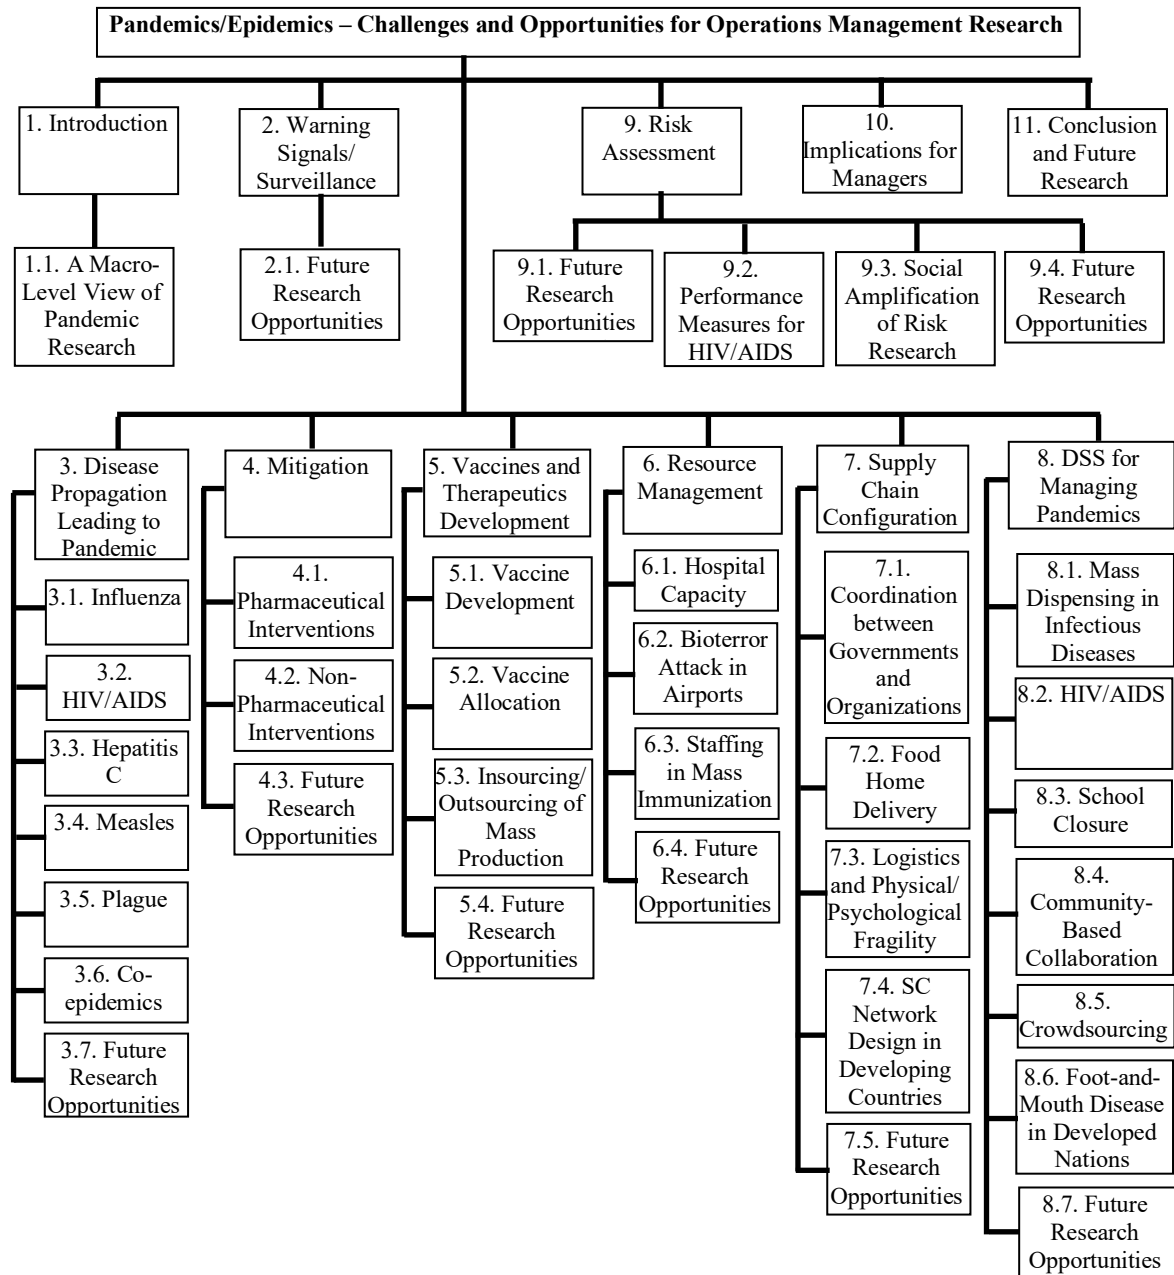 Pandemics/Epidemics – Challenges and Opportunities for Operations Management Research
1. Introduction
2. Warning
Signals/
Surveillance
9. Risk
Assessment
10.
Implications for
Managers
11. Conclusion
and Future
Research
1.1. A Macro-
Level View of
Pandemic
Research
2.1. Future
Research
Opportunities
9.1. Future
Research
Opportunities
9.2.
Performance
Measures for
HIV/AIDS
9.3. Social
Amplification
of Risk
Research
9.4. Future
Research
Opportunities
3. Disease
Propagation
Leading to
Pandemic
3.1. Influenza
3.2.
HIV/AIDS
3.3. Hepatitis
C
3.4. Measles
3.5. Plague
3.6. Co-
epidemics
3.7. Future
Research
Opportunities
4. Mitigation
4.1.
Pharmaceutical
Interventions
4.2. Non-
Pharmaceutical
Interventions
4.3. Future
Research
Opportunities
5. Vaccines and
Therapeutics
Development
5.1. Vaccine
Development
5.2. Vaccine
Allocation
5.3. Insourcing/
Outsourcing of
Mass
Production
5.4. Future
Research
Opportunities
6. Resource
Management
6.1. Hospital
Capacity
6.2. Bioterror
Attack in
Airports
6.3. Staffing
in Mass
Immunization
6.4. Future
Research
Opportunities
7. Supply
Chain
Configuration
7.1.
Coordination
between
Governments
and
Organizations
7.2. Food
Home
Delivery
7.3. Logistics
and Physical/
Psychological
Fragility
7.4. SC
Network
Design in
Developing
Countries
7.5. Future
Research
Opportunities
8. DSS for
Managing
Pandemics
8.1. Mass
Dispensing in
Infectious
Diseases
8.2. HIV/AIDS
8.3. School
Closure
8.4.
Community-
Based
Collaboration
8.5.
Crowdsourcing
8.6. Foot-and-
Mouth Disease
in Developed
Nations
8.7. Future
Research
Opportunities